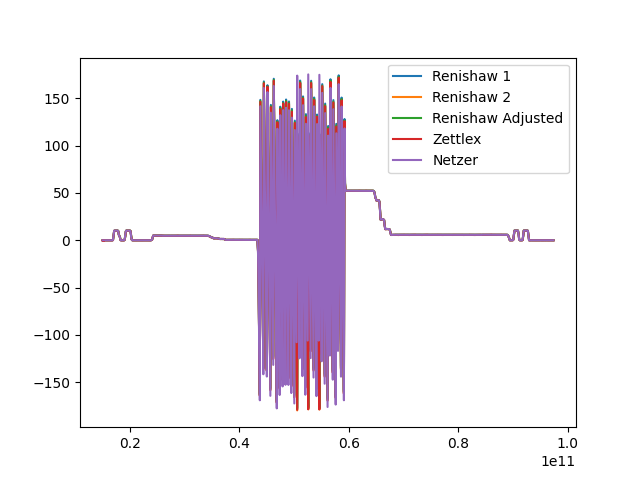 Renishaw 1
Renishaw 2
Renishaw Adjusted
Zettlex
Netzer
150
100
50
0
−50
−100
−150
0.2 0.4 0.6 0.8 1.0
1e11